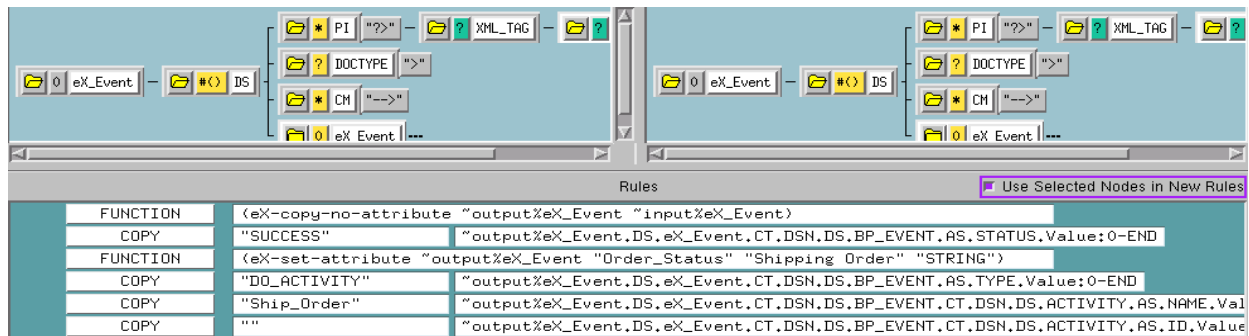 * PI "?>" ? XML_TAG ?
* PI "?>" ? XML_TAG ?
? DOCTYPE ">"
? DOCTYPE ">"
0 eX_Event #() DS
0 eX_Event #() DS
* CM "-->"
* CM "-->"
0 eX_Event
0 eX_Event
Rules Use Selected Nodes in New Rules
FUNCTION (eX-copy-no-attribute ~output%eX_Event ~input%eX_Event)
COPY "SUCCESS" ~output%eX_Event.DS.eX_Event.CT.DSN.DS.BP_EVENT.AS.STATUS.Value:0-END
FUNCTION (eX-set-attribute ~output%eX_Event "Order_Status" "Shipping Order" "STRING")
COPY "DO_ACTIVITY" ~output%eX_Event.DS.eX_Event.CT.DSN.DS.BP_EVENT.AS.TYPE.Value:0-END
COPY "Ship_Order" ~output%eX_Event.DS.eX_Event.CT.DSN.DS.BP_EVENT.CT.DSN.DS.ACTIVITY.AS.NAME.Val
COPY "" ~output%eX_Event.DS.eX_Event.CT.DSN.DS.BP_EVENT.CT.DSN.DS.ACTIVITY.AS.ID.Value